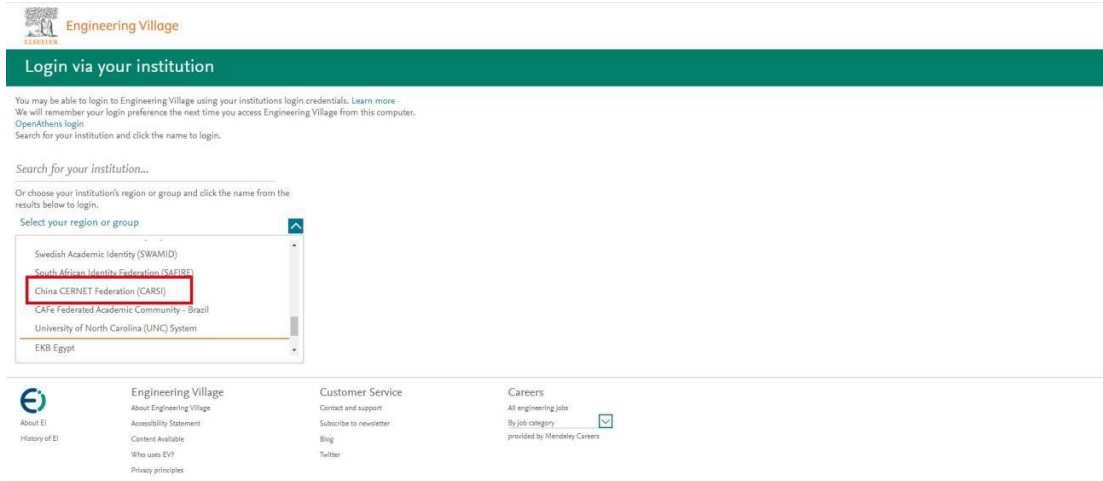 ELSEVIER
Engineering Village
Login via your institution
You may be able to login to Engineering Village using your institutions login credentials. Learn more
We will remember your login preference the next time you access Engineering Village from this computer.
OpenAthens login
Search for your institution and click the name to login.
Search for your institution...
Or choose your institution's region or group and click the name from the
results below to login.
Select your region or group
Swedish Academic Identity (SWAMID)
South African Identity Federation (SAFIRE)
China CERNET Federation (CARSI)
CAFe Federated Academic Community - Brazil
University of North Carolina (UNC) System
EKB Egypt
Ei
About EI
History of EI
Engineering Village
About Engineering Village
Accessibility Statement
Content Available
Who uses EV?
Privacy principles
Customer Service
Contact and support
Subscribe to newsletter
Blog
Twitter
Careers
All engineering jobs
By job category
provided by Mendeley Careers